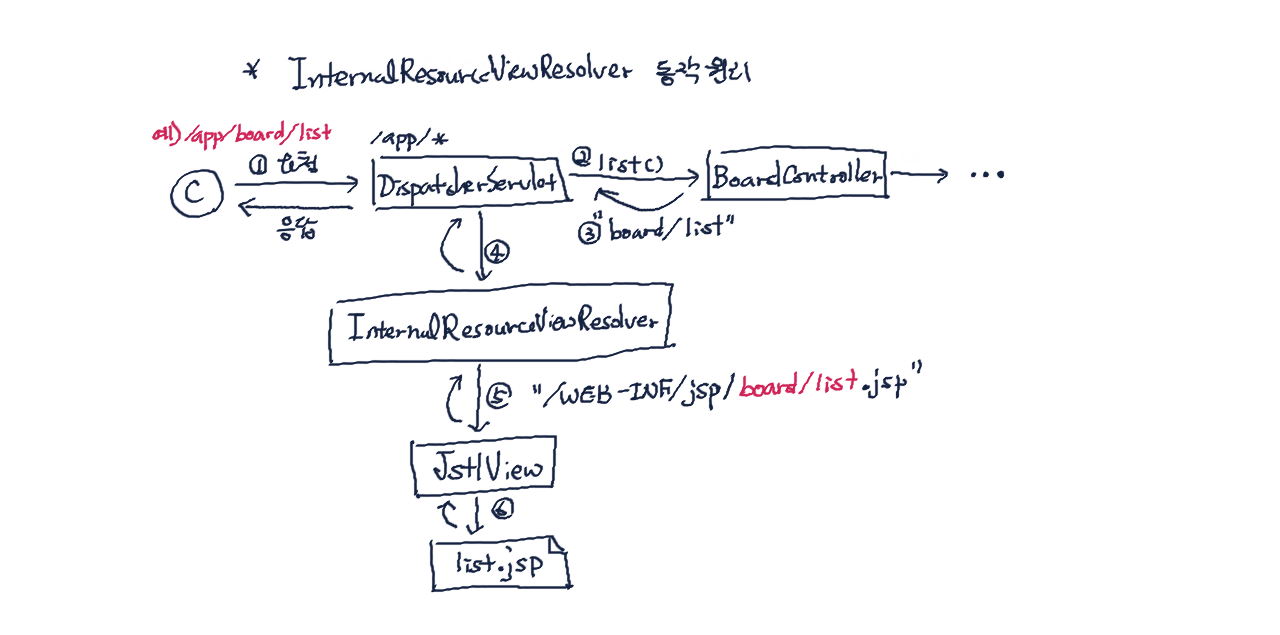 * InternalResourceViewResolver 동작원리
예) /app/board/list
/app/*
① 요청
② list()
C
DispatcherServlet
BoardController
...
응답
③ "board/list"
④
InternalResourceViewResolver
⑤ "/WEB-INF/jsp/board/list.jsp"
JstlView
⑥
list.jsp